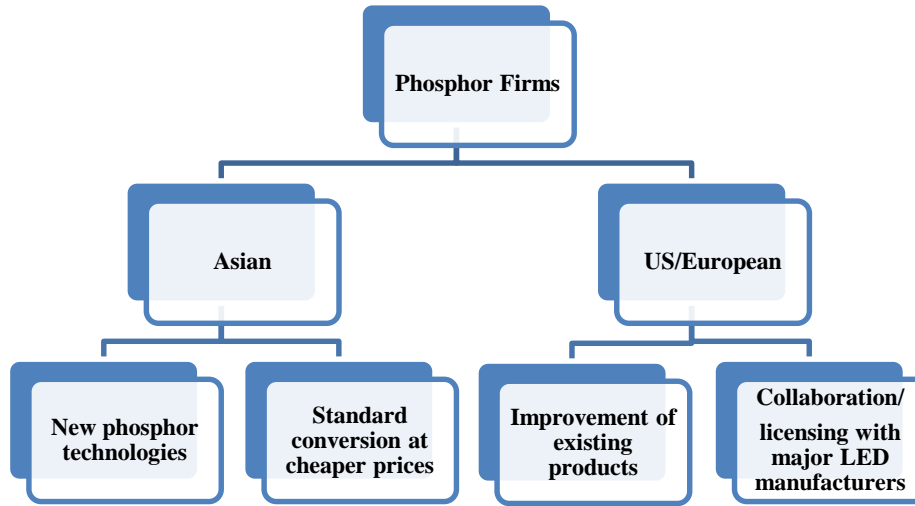 Phosphor Firms
Asian
US/European
New phosphor
technologies
Standard
conversion at
cheaper prices
Improvement of
existing
products
Collaboration/
licensing with
major LED
manufacturers